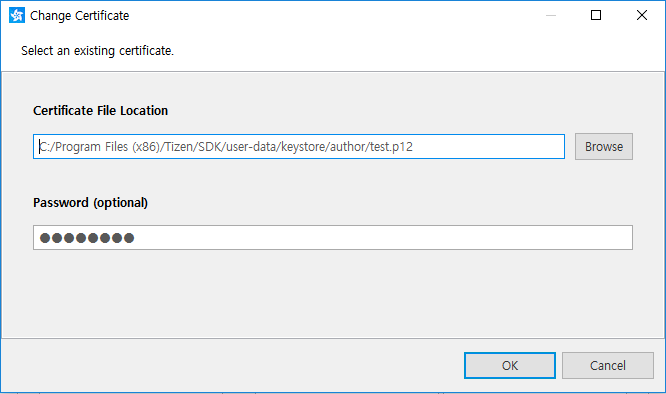 Change Certificate
Select an existing certificate.
Certificate File Location
C:/Program Files (x86)/Tizen/SDK/user-data/keystore/author/test.p12
Browse
Password (optional)
●●●●●●●●
OK
Cancel